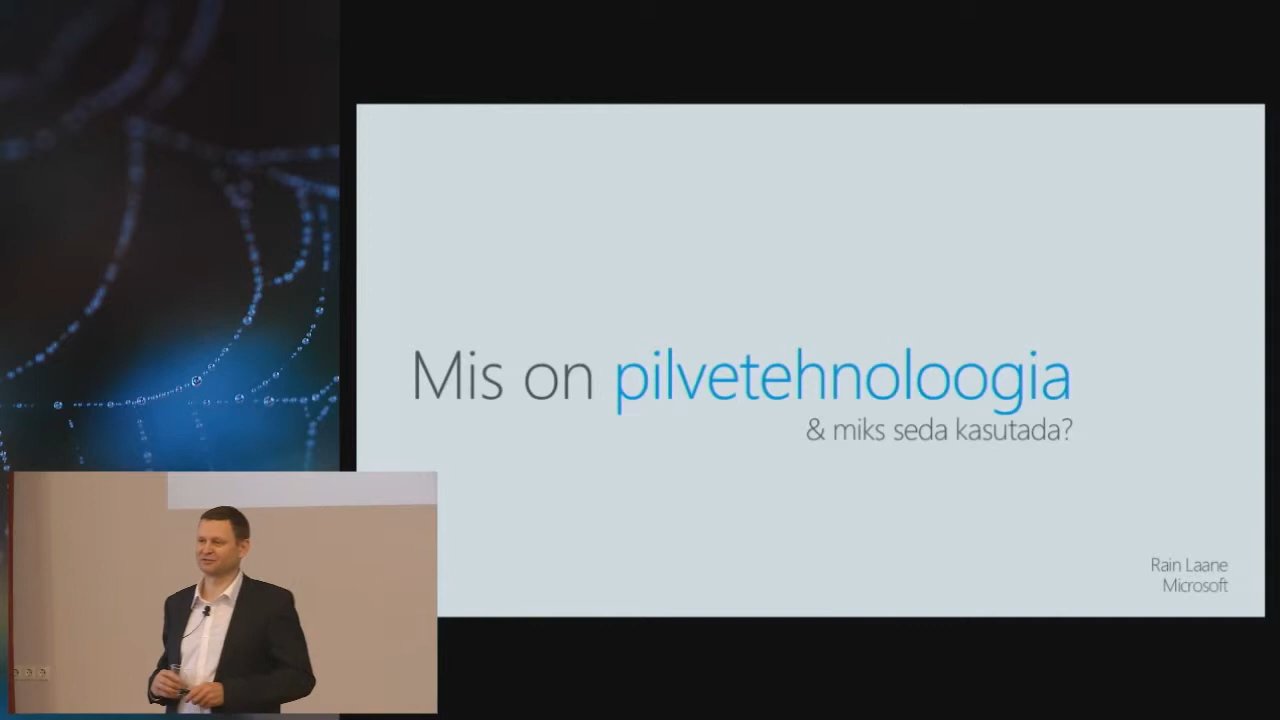 Mis on pilvetehnoloogia
& miks seda kasutada?
Rain Laane
Microsoft